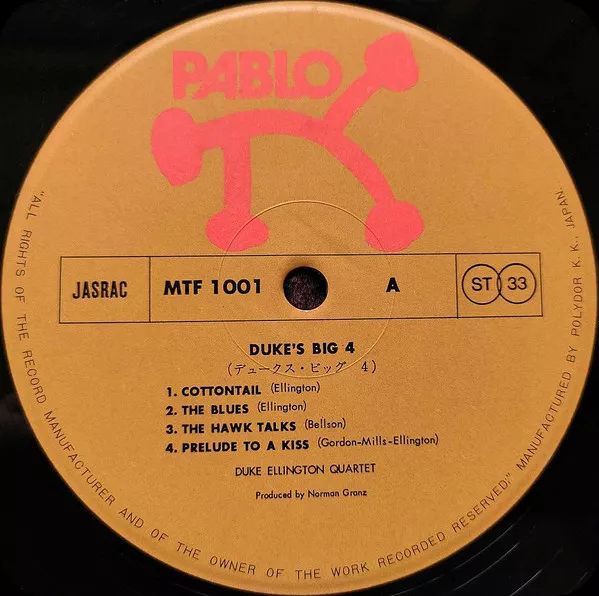 PABLO
JASRAC
MTF 1001
A
ST 33
DUKE'S BIG 4
(デュークス・ビッグ 4)
1. COTTONTAIL (Ellington)
2. THE BLUES (Ellington)
3. THE HAWK TALKS (Bellson)
4. PRELUDE TO A KISS (Gordon-Mills-Ellington)
DUKE ELLINGTON QUARTET
Produced by Norman Granz
"ALL RIGHTS OF THE RECORD MANUFACTURER AND OF THE OWNER OF THE WORK RECORDED RESERVED;" MANUFACTURED BY POLYDOR K. K., JAPAN.